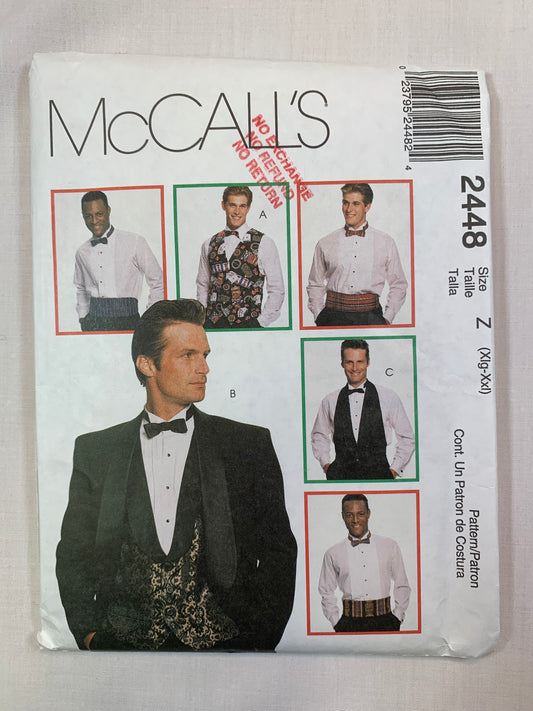 McCALL'S
NO EXCHANGE
NO REFUND
NO RETURN
0 23795 24482 4
2448
Size
Taille
Talla
Z
(Xlg-Xxl)
Pattern/Patron
Cont. Un Patron de Costura
A
B
C